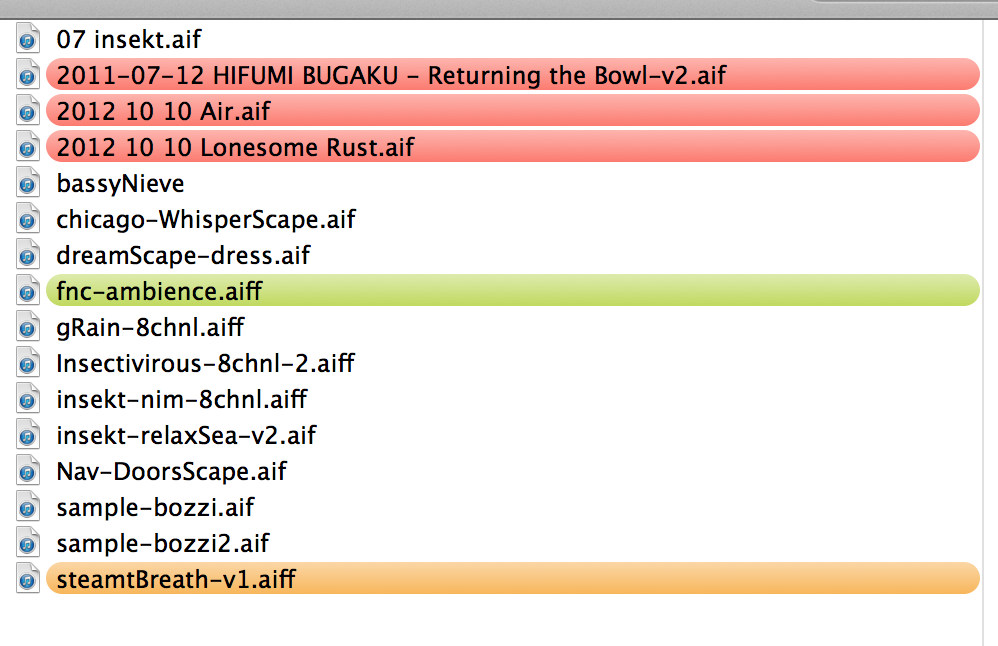 07 insekt.aif
2011-07-12 HIFUMI BUGAKU - Returning the Bowl-v2.aif
2012 10 10 Air.aif
2012 10 10 Lonesome Rust.aif
bassyNieve
chicago-WhisperScape.aif
dreamScape-dress.aif
fnc-ambience.aiff
gRain-8chnl.aiff
Insectivirous-8chnl-2.aiff
insekt-nim-8chnl.aiff
insekt-relaxSea-v2.aif
Nav-DoorsScape.aif
sample-bozzi.aif
sample-bozzi2.aif
steamtBreath-v1.aiff